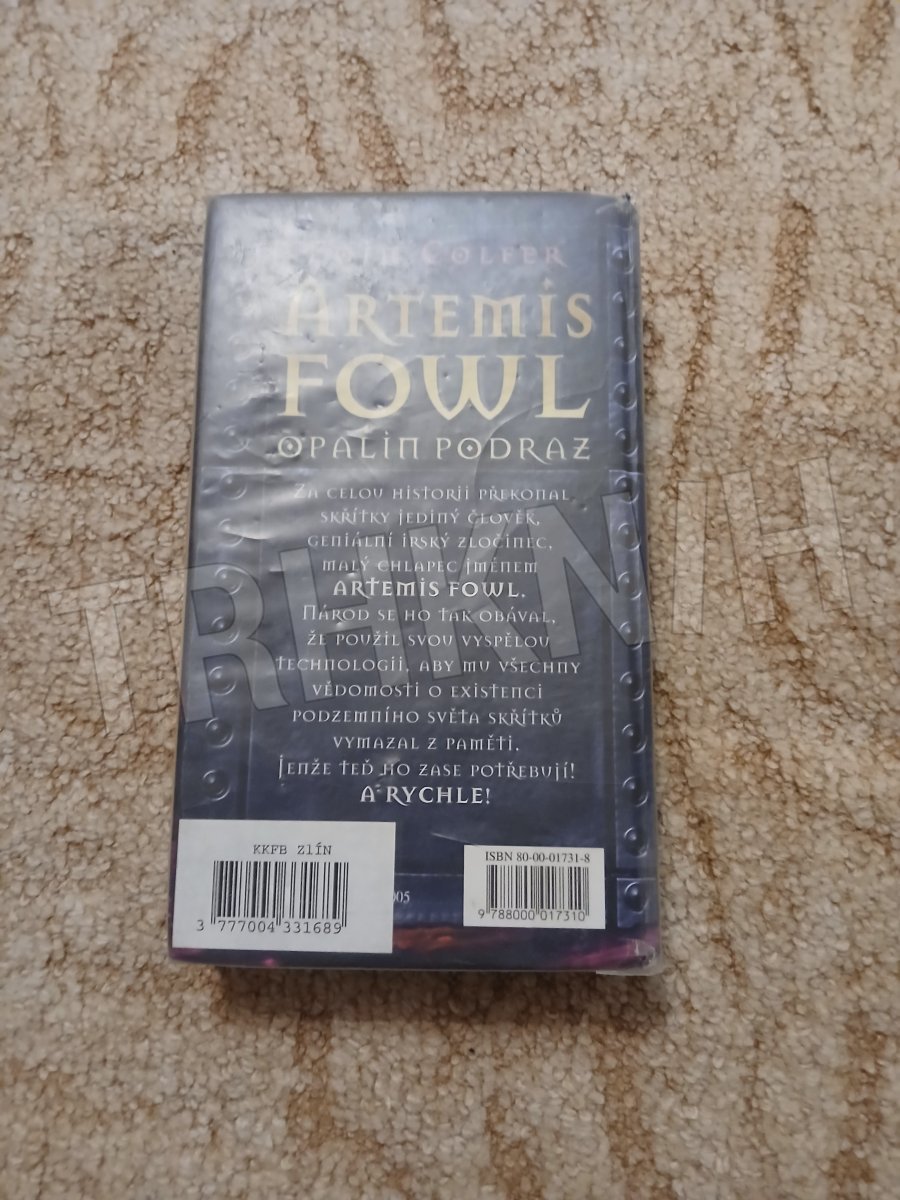 Eoin Colfer
Artemis
Fowl
Opalin podraz
Za celou historii překonal
skřítky jediný člověk,
geniální irský zločinec,
malý chlapec jménem
Artemis Fowl.
Národ se ho tak obával,
že použil svou vyspělou
technologii, aby mu všechny
vědomosti o existenci
podzemního světa skřítků
vymazal z paměti.
Jenže teď ho zase potřebují!
A rychle!
KKFB Zlín
3 777004 331689
ISBN 80-00-01731-8
9 788000 017310
TRHKNIH